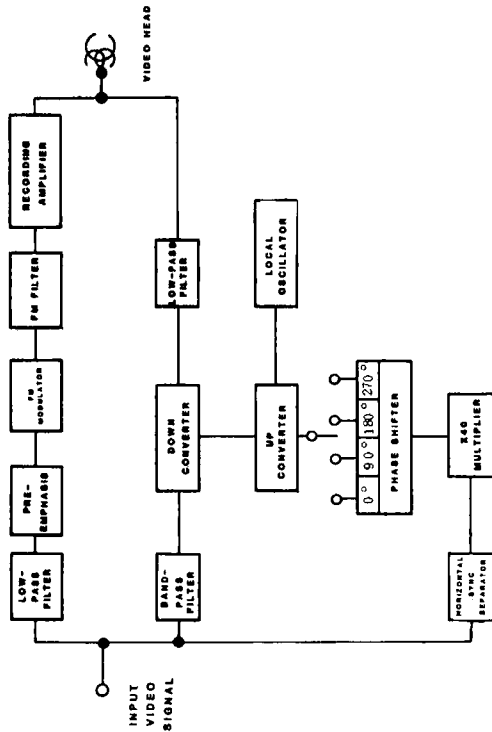 INPUT
VIDEO
SIGNAL
LOW-
PASS
FILTER
PRE-
EMPHASIS
FM
MODULATOR
FM FILTER
RECORDING
AMPLIFIER
VIDEO HEAD
BAND-
PASS
FILTER
DOWN
CONVERTER
LOW-PASS
FILTER
UP
CONVERTER
LOCAL
OSCILLATOR
0° 90° 180° 270°
PHASE SHIFTER
HORIZONTAL
SYNC
SEPARATOR
X40
MULTIPLIER